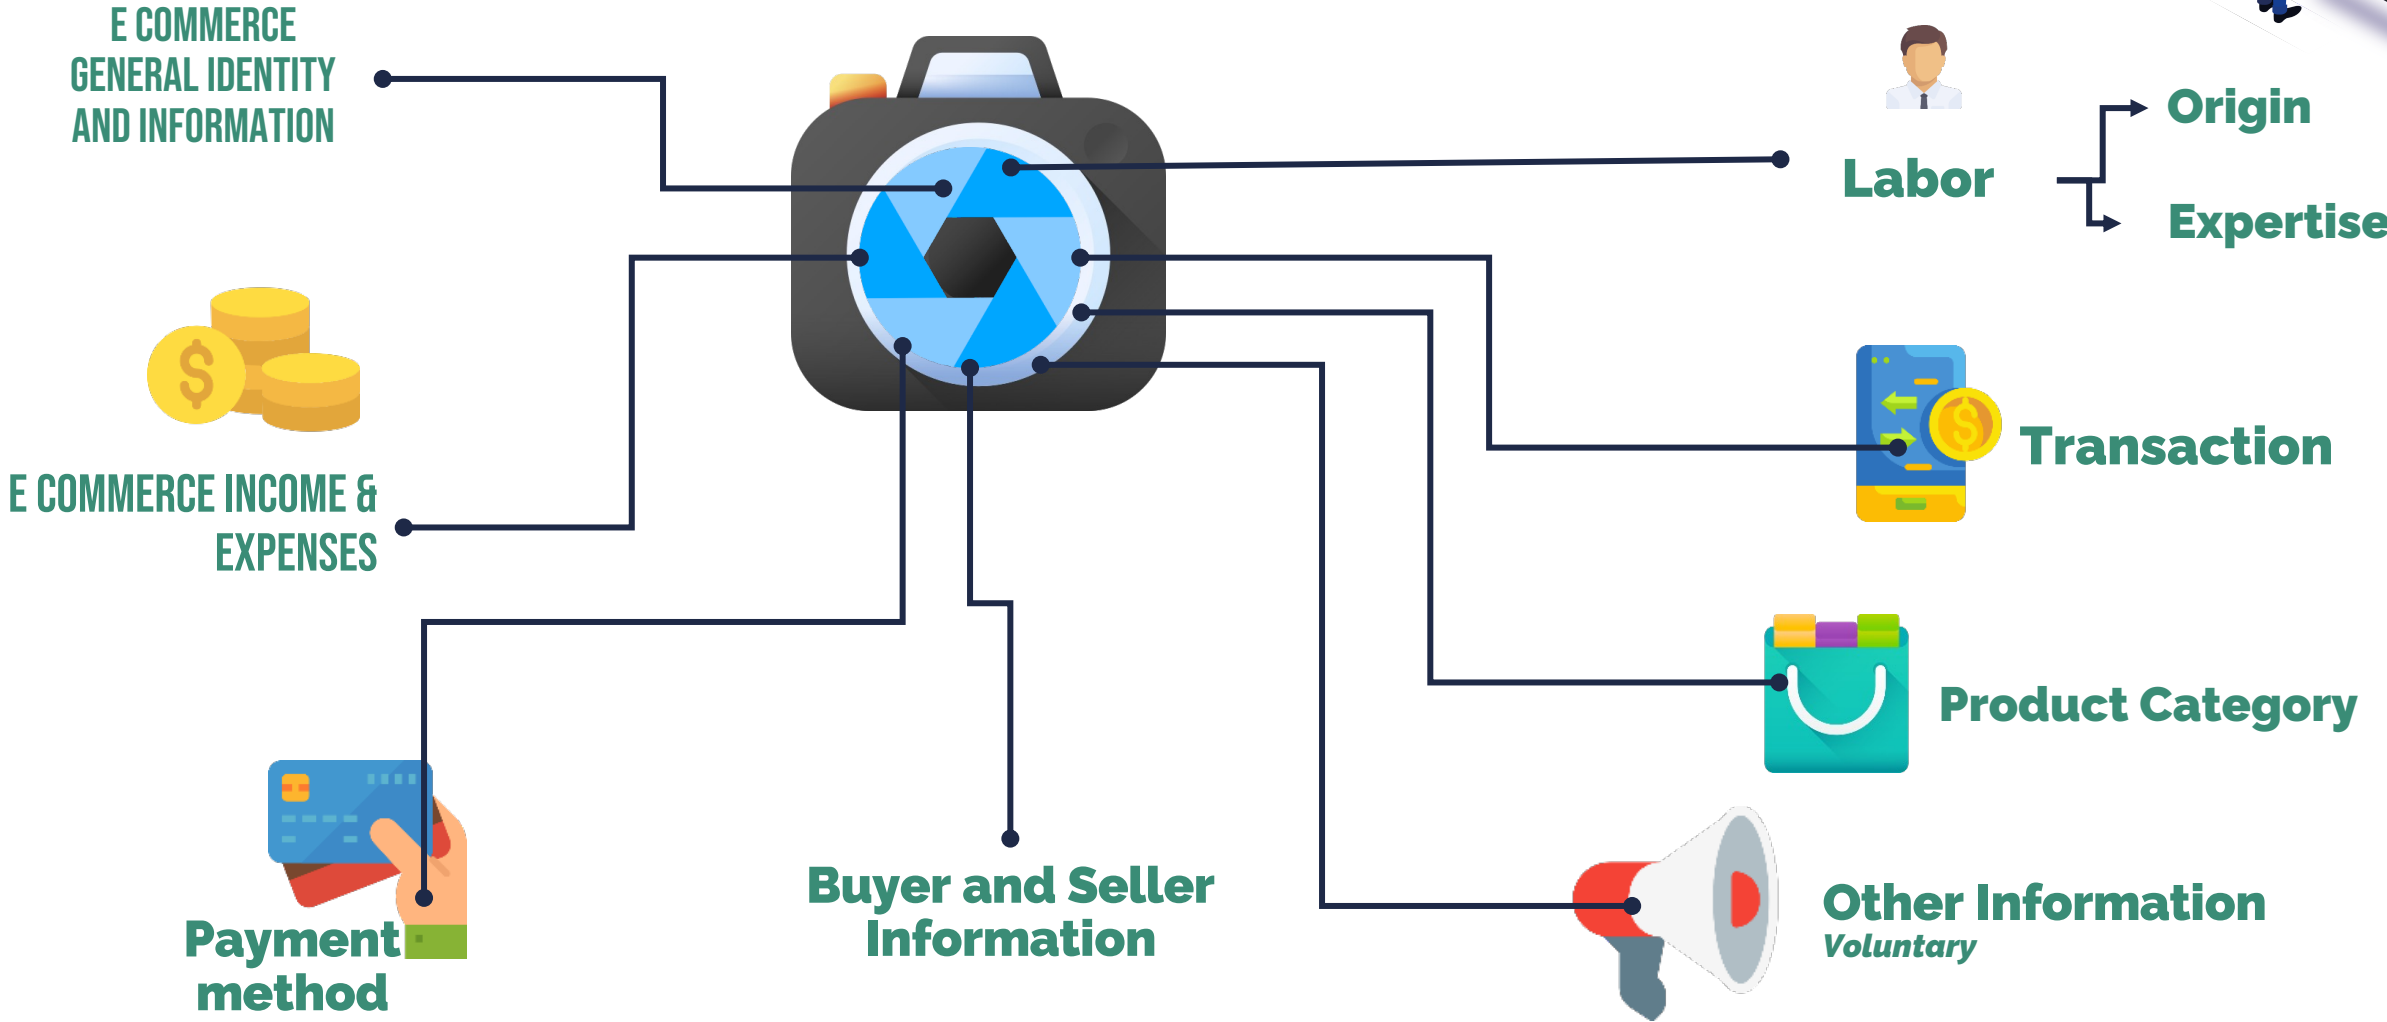 E COMMERCE
GENERAL IDENTITY
AND INFORMATION
E COMMERCE INCOME &
EXPENSES
Payment
method
Buyer and Seller
Information
Labor
Origin
Expertise
Transaction
Product Category
Other Information
Voluntary